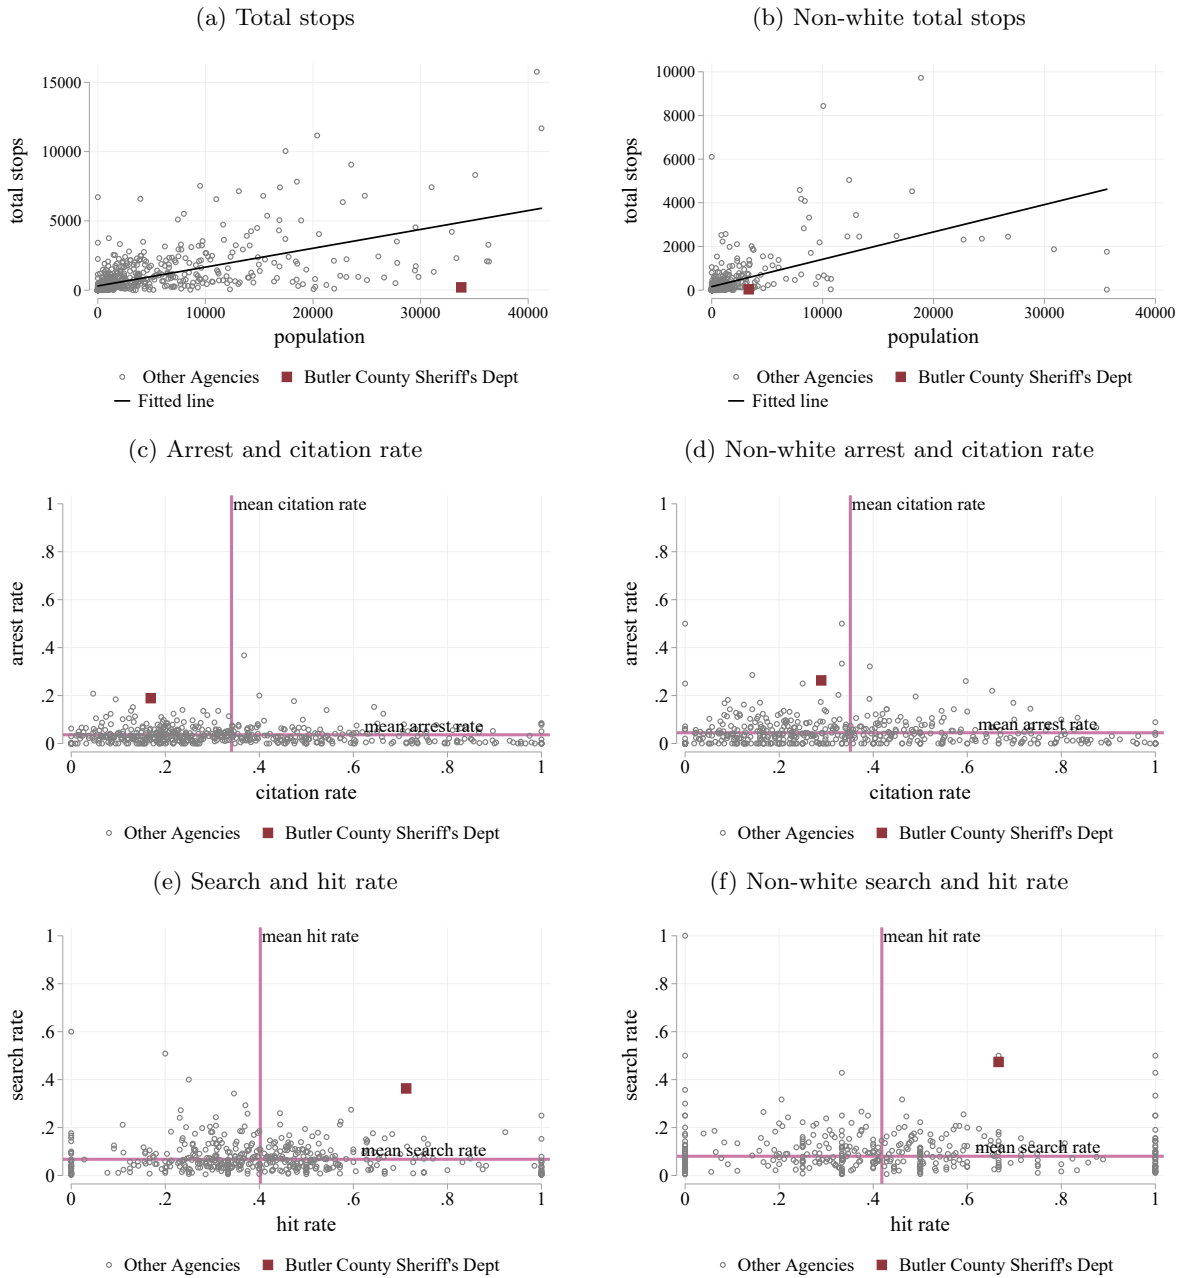 (a) Total stops
(b) Non-white total stops
15000
10000
5000
0
total stops
0 10000 20000 30000 40000
population
Other Agencies Butler County Sheriff's Dept
Fitted line
10000
8000
6000
4000
2000
0
total stops
0 10000 20000 30000 40000
population
Other Agencies Butler County Sheriff's Dept
Fitted line
(c) Arrest and citation rate
(d) Non-white arrest and citation rate
1
.8
.6
.4
.2
0
arrest rate
mean citation rate
mean arrest rate
0 .2 .4 .6 .8 1
citation rate
Other Agencies Butler County Sheriff's Dept
1
.8
.6
.4
.2
0
arrest rate
mean citation rate
mean arrest rate
0 .2 .4 .6 .8 1
citation rate
Other Agencies Butler County Sheriff's Dept
(e) Search and hit rate
(f) Non-white search and hit rate
1
.8
.6
.4
.2
0
search rate
mean hit rate
mean search rate
0 .2 .4 .6 .8 1
hit rate
Other Agencies Butler County Sheriff's Dept
1
.8
.6
.4
.2
0
search rate
mean hit rate
mean search rate
0 .2 .4 .6 .8 1
hit rate
Other Agencies Butler County Sheriff's Dept